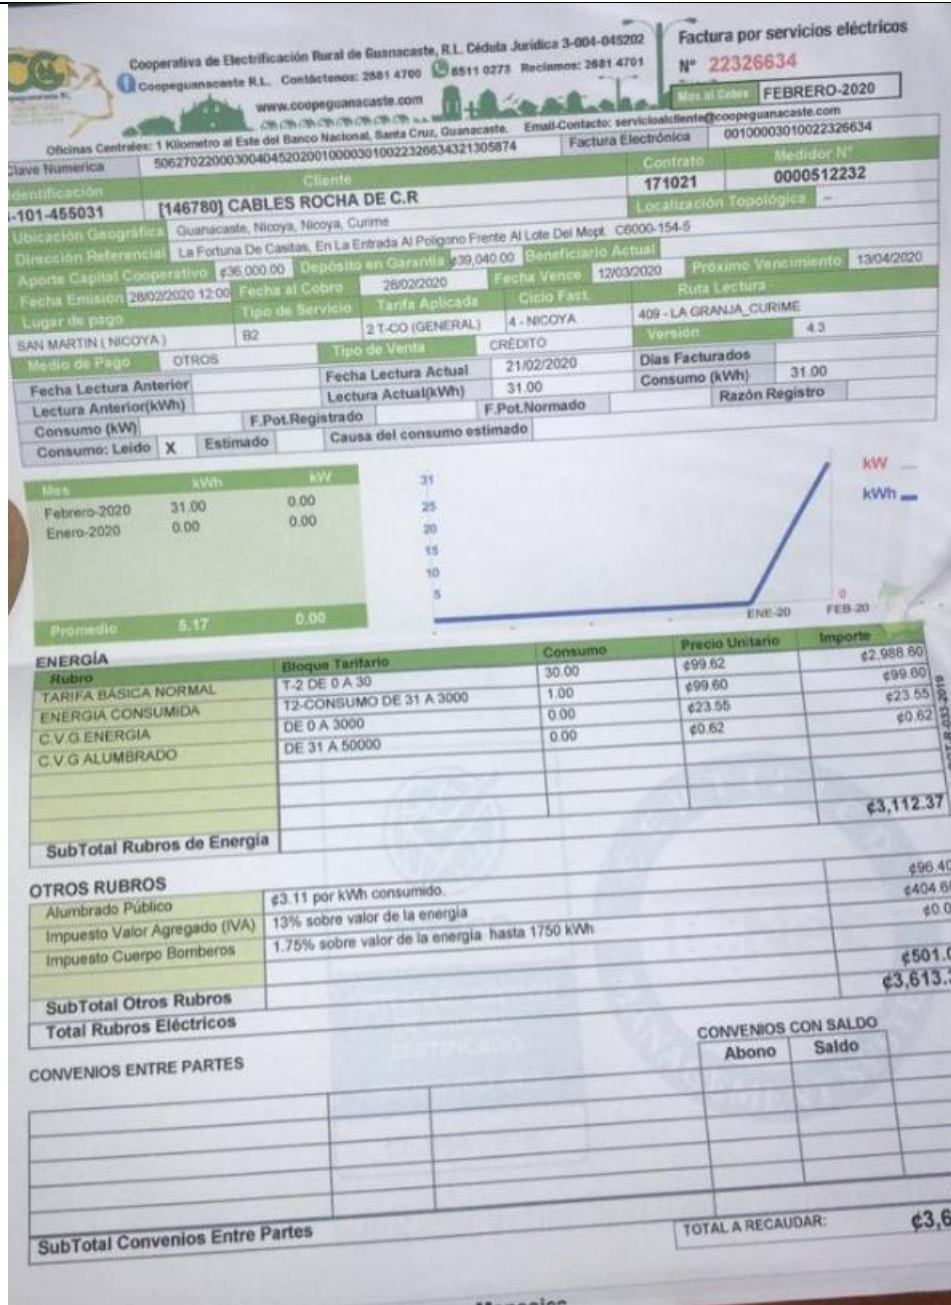 Cooperativa de Electrificación Rural de Guanacaste, R.L. Cédula Jurídica 3-004-045202
Factura por servicios eléctricos
Coopeguanacaste R.L. Contáctenos: 2681 4700 8511 0273 Reclamos: 2681 4701
N° 22326634
www.coopeguanacaste.com
Mes al Cobro FEBRERO-2020
Oficinas Centrales: 1 Kilometro al Este del Banco Nacional, Santa Cruz, Guanacaste. Email-Contacto: servicioalcliente@coopeguanacaste.com
Clave Numerica 50627022000300404520200100003010022326634321305874 Factura Electrónica 00100003010022326634
Identificación Cliente Contrato Medidor N°
-101-455031 [146780] CABLES ROCHA DE C.R 171021 0000512232
Ubicación Geográfica Guanacaste, Nicoya, Nicoya, Curime Localización Topológica --
Dirección Referencial La Fortuna De Casitas, En La Entrada Al Poligono Frente Al Lote Del Mopt. C6000-154-5
Aporte Capital Cooperativo ¢36,000.00 Depósito en Garantía ¢39,040.00 Beneficiario Actual
Fecha Emisión 28/02/2020 12:00 Fecha al Cobro 28/02/2020 Fecha Vence 12/03/2020 Próximo Vencimiento 13/04/2020
Lugar de pago Tipo de Servicio Tarifa Aplicada Ciclo Fact. Ruta Lectura
SAN MARTIN ( NICOYA ) B2 2 T-CO (GENERAL) 4 - NICOYA 409 - LA GRANJA_CURIME
Medio de Pago OTROS Tipo de Venta CRÉDITO Versión 4.3
Fecha Lectura Anterior Fecha Lectura Actual 21/02/2020 Dias Facturados
Lectura Anterior(kWh) Lectura Actual(kWh) 31.00 Consumo (kWh) 31.00
Consumo (kW) F.Pot.Registrado F.Pot.Normado Razón Registro
Consumo: Leido X Estimado Causa del consumo estimado
Mes kWh kW
Febrero-2020 31.00 0.00
Enero-2020 0.00 0.00
Promedio 5.17 0.00
31
25
20
15
10
5
kW
kWh
0
ENE-20 FEB-20
ENERGÍA
Rubro Bloque Tarifario Consumo Precio Unitario Importe
TARIFA BÁSICA NORMAL T-2 DE 0 A 30 30.00 ¢99.62 ¢2,988.60
ENERGIA CONSUMIDA T2-CONSUMO DE 31 A 3000 1.00 ¢99.60 ¢99.60
C.V.G ENERGIA DE 0 A 3000 0.00 ¢23.55 ¢23.55
C.V.G ALUMBRADO DE 31 A 50000 0.00 ¢0.62 ¢0.62
SubTotal Rubros de Energía ¢3,112.37
OTROS RUBROS
Alumbrado Público ¢3.11 por kWh consumido. ¢96.40
Impuesto Valor Agregado (IVA) 13% sobre valor de la energía ¢404.6
Impuesto Cuerpo Bomberos 1.75% sobre valor de la energía hasta 1750 kWh ¢0.0
SubTotal Otros Rubros ¢501.0
Total Rubros Eléctricos ¢3,613.
CONVENIOS ENTRE PARTES
CONVENIOS CON SALDO
Abono Saldo
SubTotal Convenios Entre Partes
TOTAL A RECAUDAR: ¢3,6